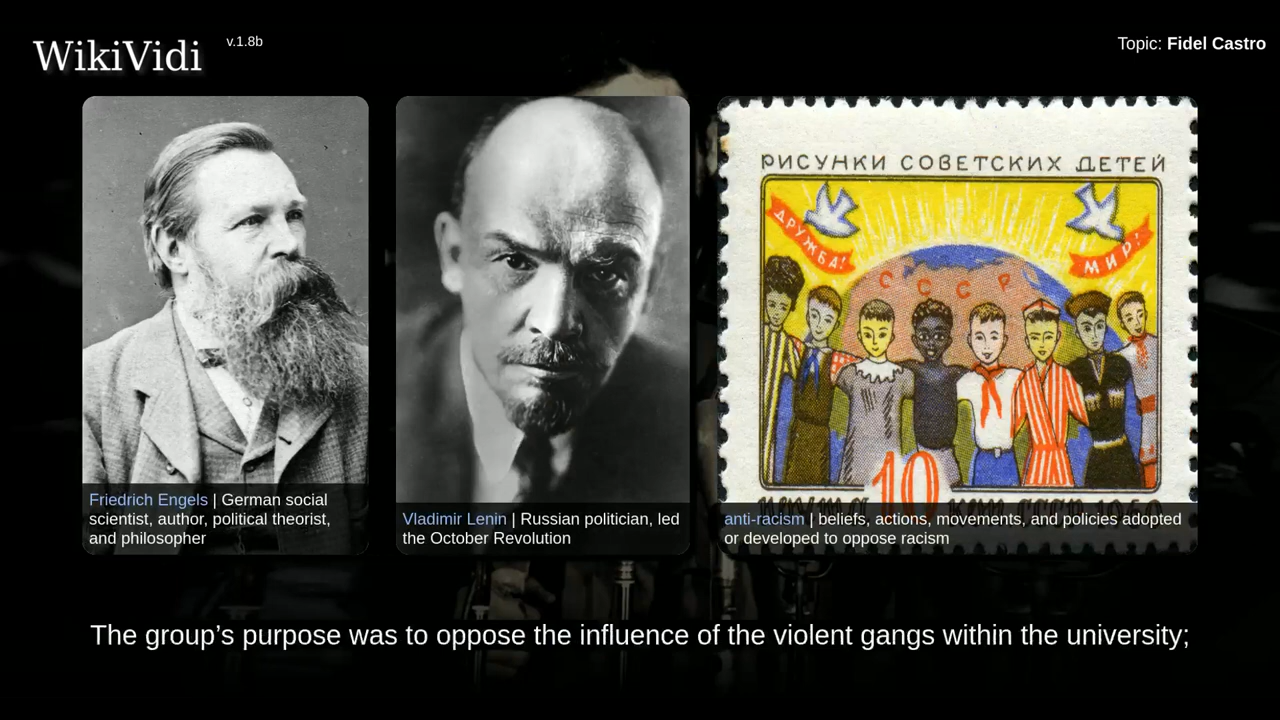 WikiVidi v.1.8b
Topic: Fidel Castro
РИСУНКИ СОВЕТСКИХ ДЕТЕЙ
ДРУЖБА!
МИР!
СССР
10
Friedrich Engels | German social
scientist, author, political theorist,
and philosopher
Vladimir Lenin | Russian politician, led
the October Revolution
anti-racism | beliefs, actions, movements, and policies adopted
or developed to oppose racism
The group’s purpose was to oppose the influence of the violent gangs within the university;